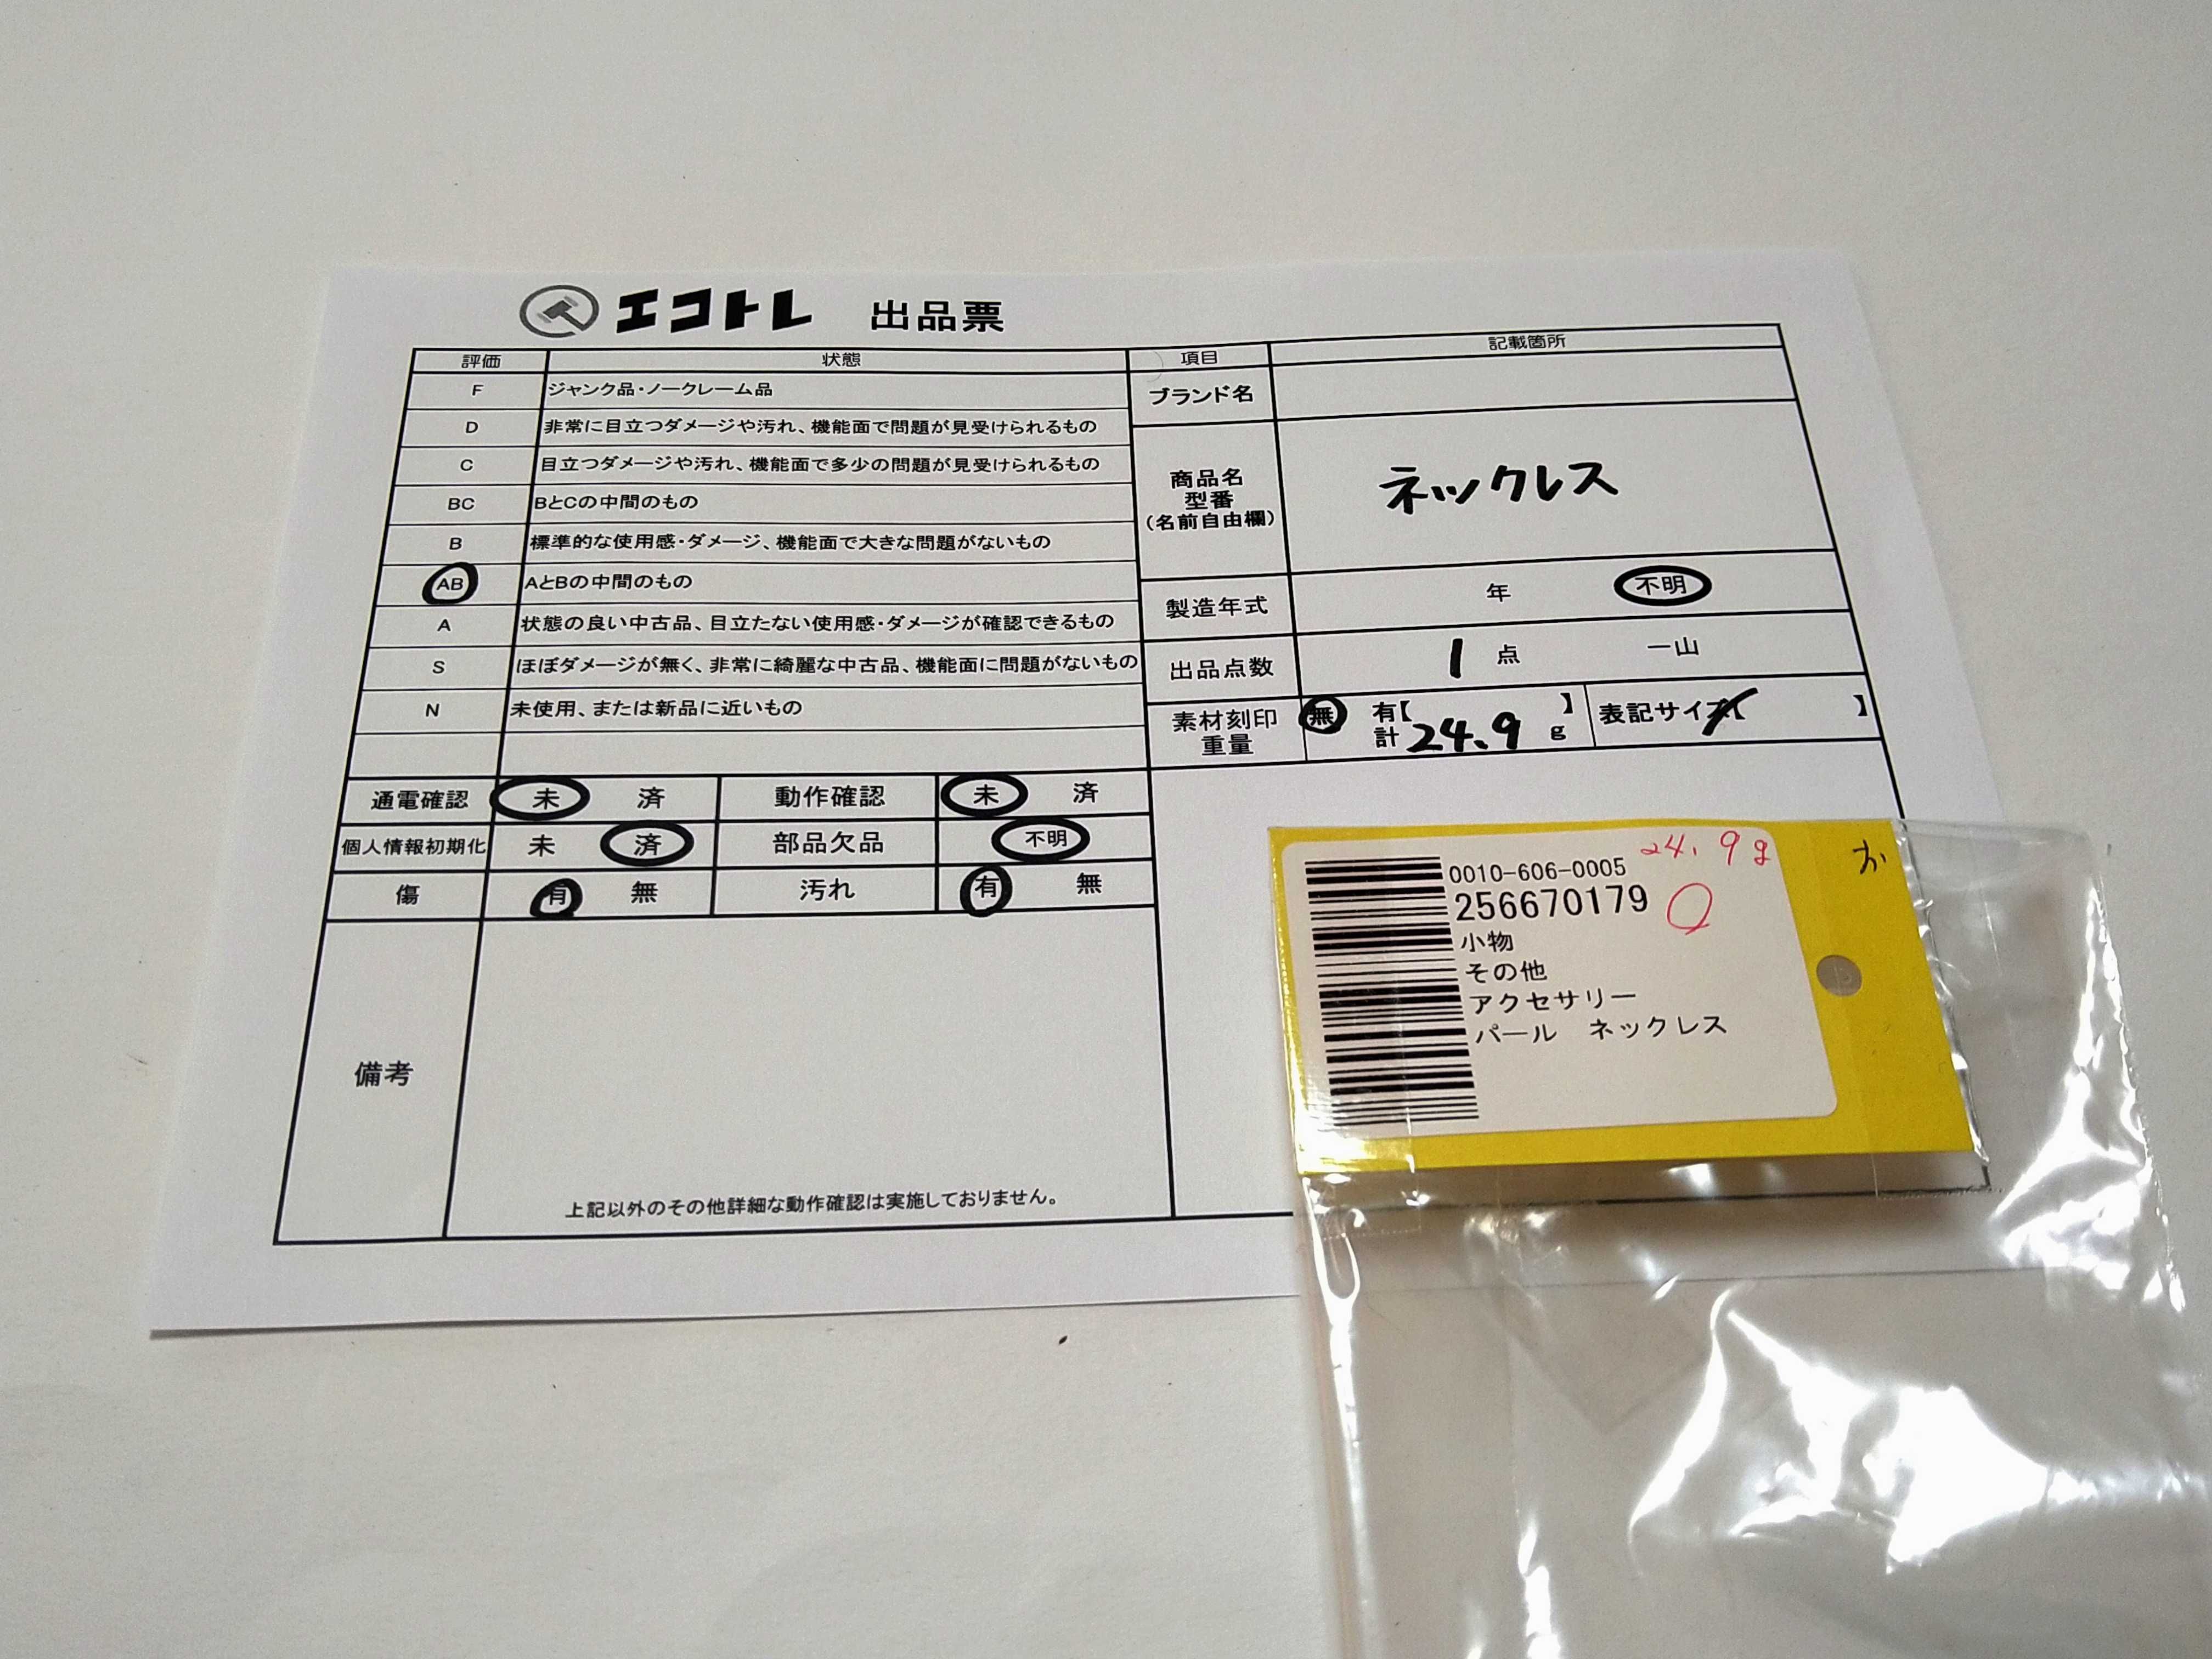 エコトレ 出品票
評価 状態
F ジャンク品・ノークレーム品
D 非常に目立つダメージや汚れ、機能面で問題が見受けられるもの
C 目立つダメージや汚れ、機能面で多少の問題が見受けられるもの
BC BとCの中間のもの
B 標準的な使用感・ダメージ、機能面で大きな問題がないもの
AB AとBの中間のもの
A 状態の良い中古品、目立たない使用感・ダメージが確認できるもの
S ほぼダメージが無く、非常に綺麗な中古品、機能面に問題がないもの
N 未使用、または新品に近いもの
項目 記載箇所
ブランド名
商品名
型番
(名前自由欄)
ネックレス
製造年式 年 不明
出品点数 1 点 一山
素材刻印
重量
無 有【 】
計 24.9 g
表記サイズ【 】
通電確認 未 済 動作確認 未 済
個人情報初期化 未 済 部品欠品 不明
傷 有 無 汚れ 有 無
備考
上記以外のその他詳細な動作確認は実施しておりません。
24.9g
お
0010-606-0005
256670179
小物
その他
アクセサリー
パール ネックレス